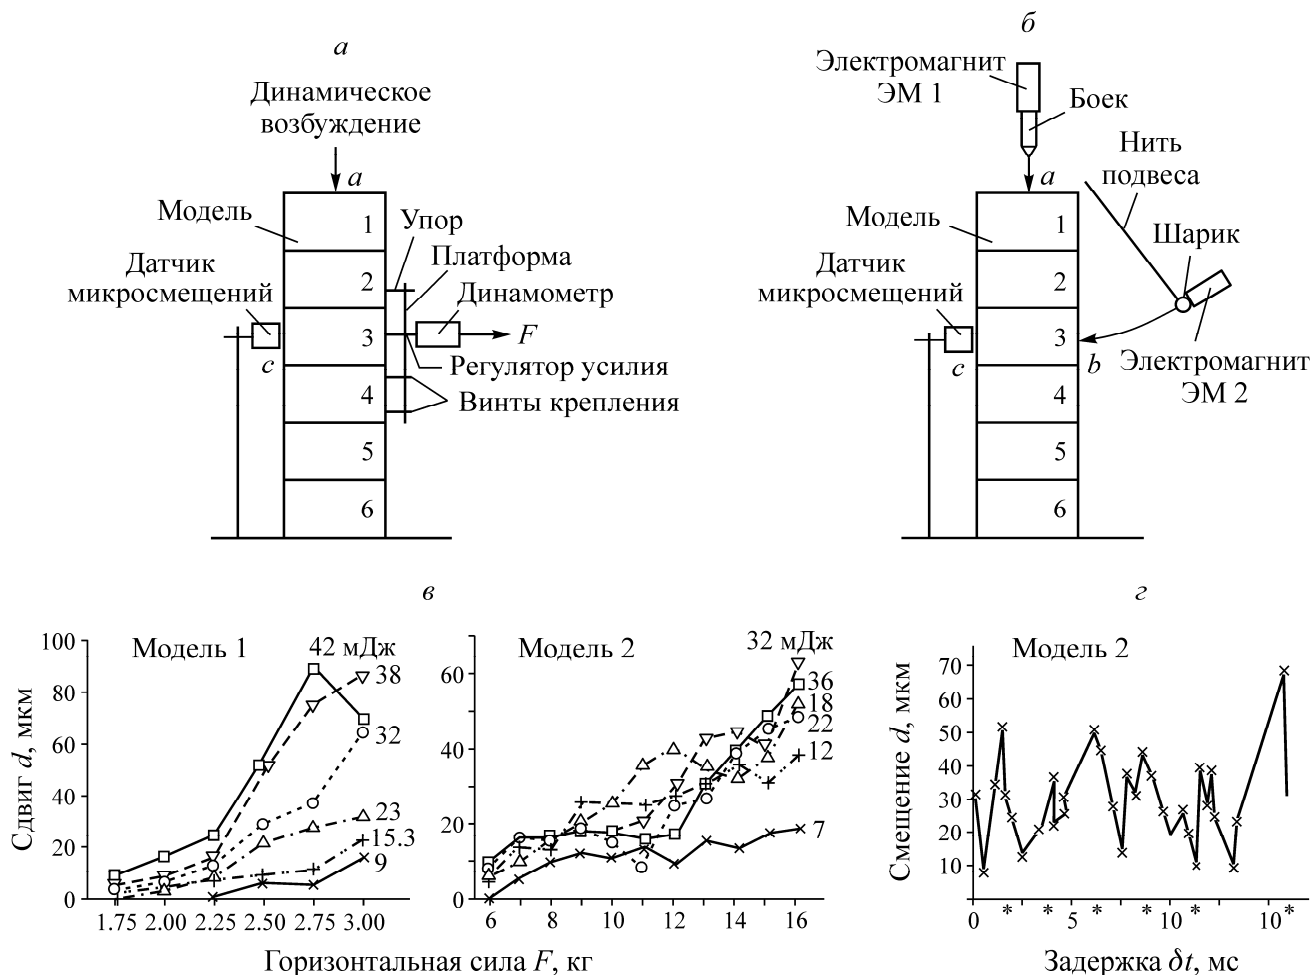 а
Динамическое
возбуждение
a
Модель
1
Упор
2
Платформа
Датчик
микросмещений
Динамометр
3
F
c
Регулятор усилия
4
Винты крепления
5
6
б
Электромагнит
ЭМ 1
Боек
Нить
подвеса
a
Модель
1
Шарик
2
Датчик
микросмещений
3
c
b
Электромагнит
ЭМ 2
4
5
6
в
Сдвиг d, мкм
100
80
60
40
20
0
Модель 1
42 мДж
38
32
23
15.3
9
1.75
2.00
2.25
2.50
2.75
3.00
60
40
20
0
Модель 2
32 мДж
36
18
22
12
7
6
8
10
12
14
16
Горизонтальная сила F, кг
г
Смещение d, мкм
70
60
50
40
30
20
10
Модель 2
0 * * 5 * * 10 * 10 *
Задержка δt, мс